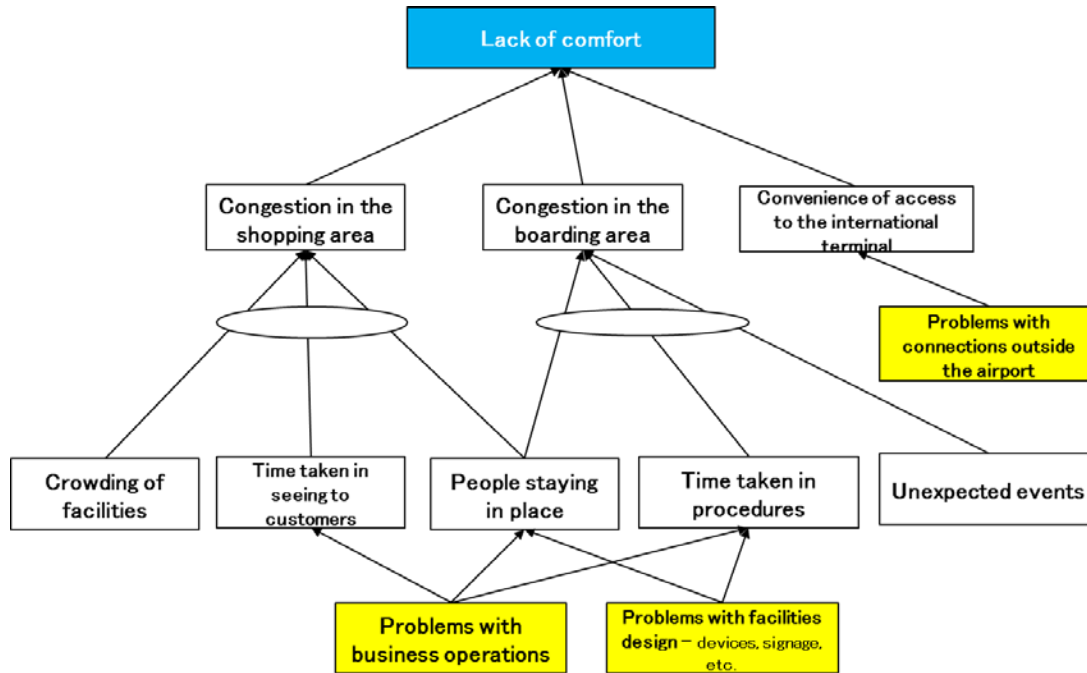 Lack of comfort
Congestion in the
shopping area
Congestion in the
boarding area
Convenience of access
to the international
terminal
Problems with
connections outside
the airport
Crowding of
facilities
Time taken in
seeing to
customers
People staying
in place
Time taken in
procedures
Unexpected events
Problems with
business operations
Problems with facilities
design – devices, signage,
etc.